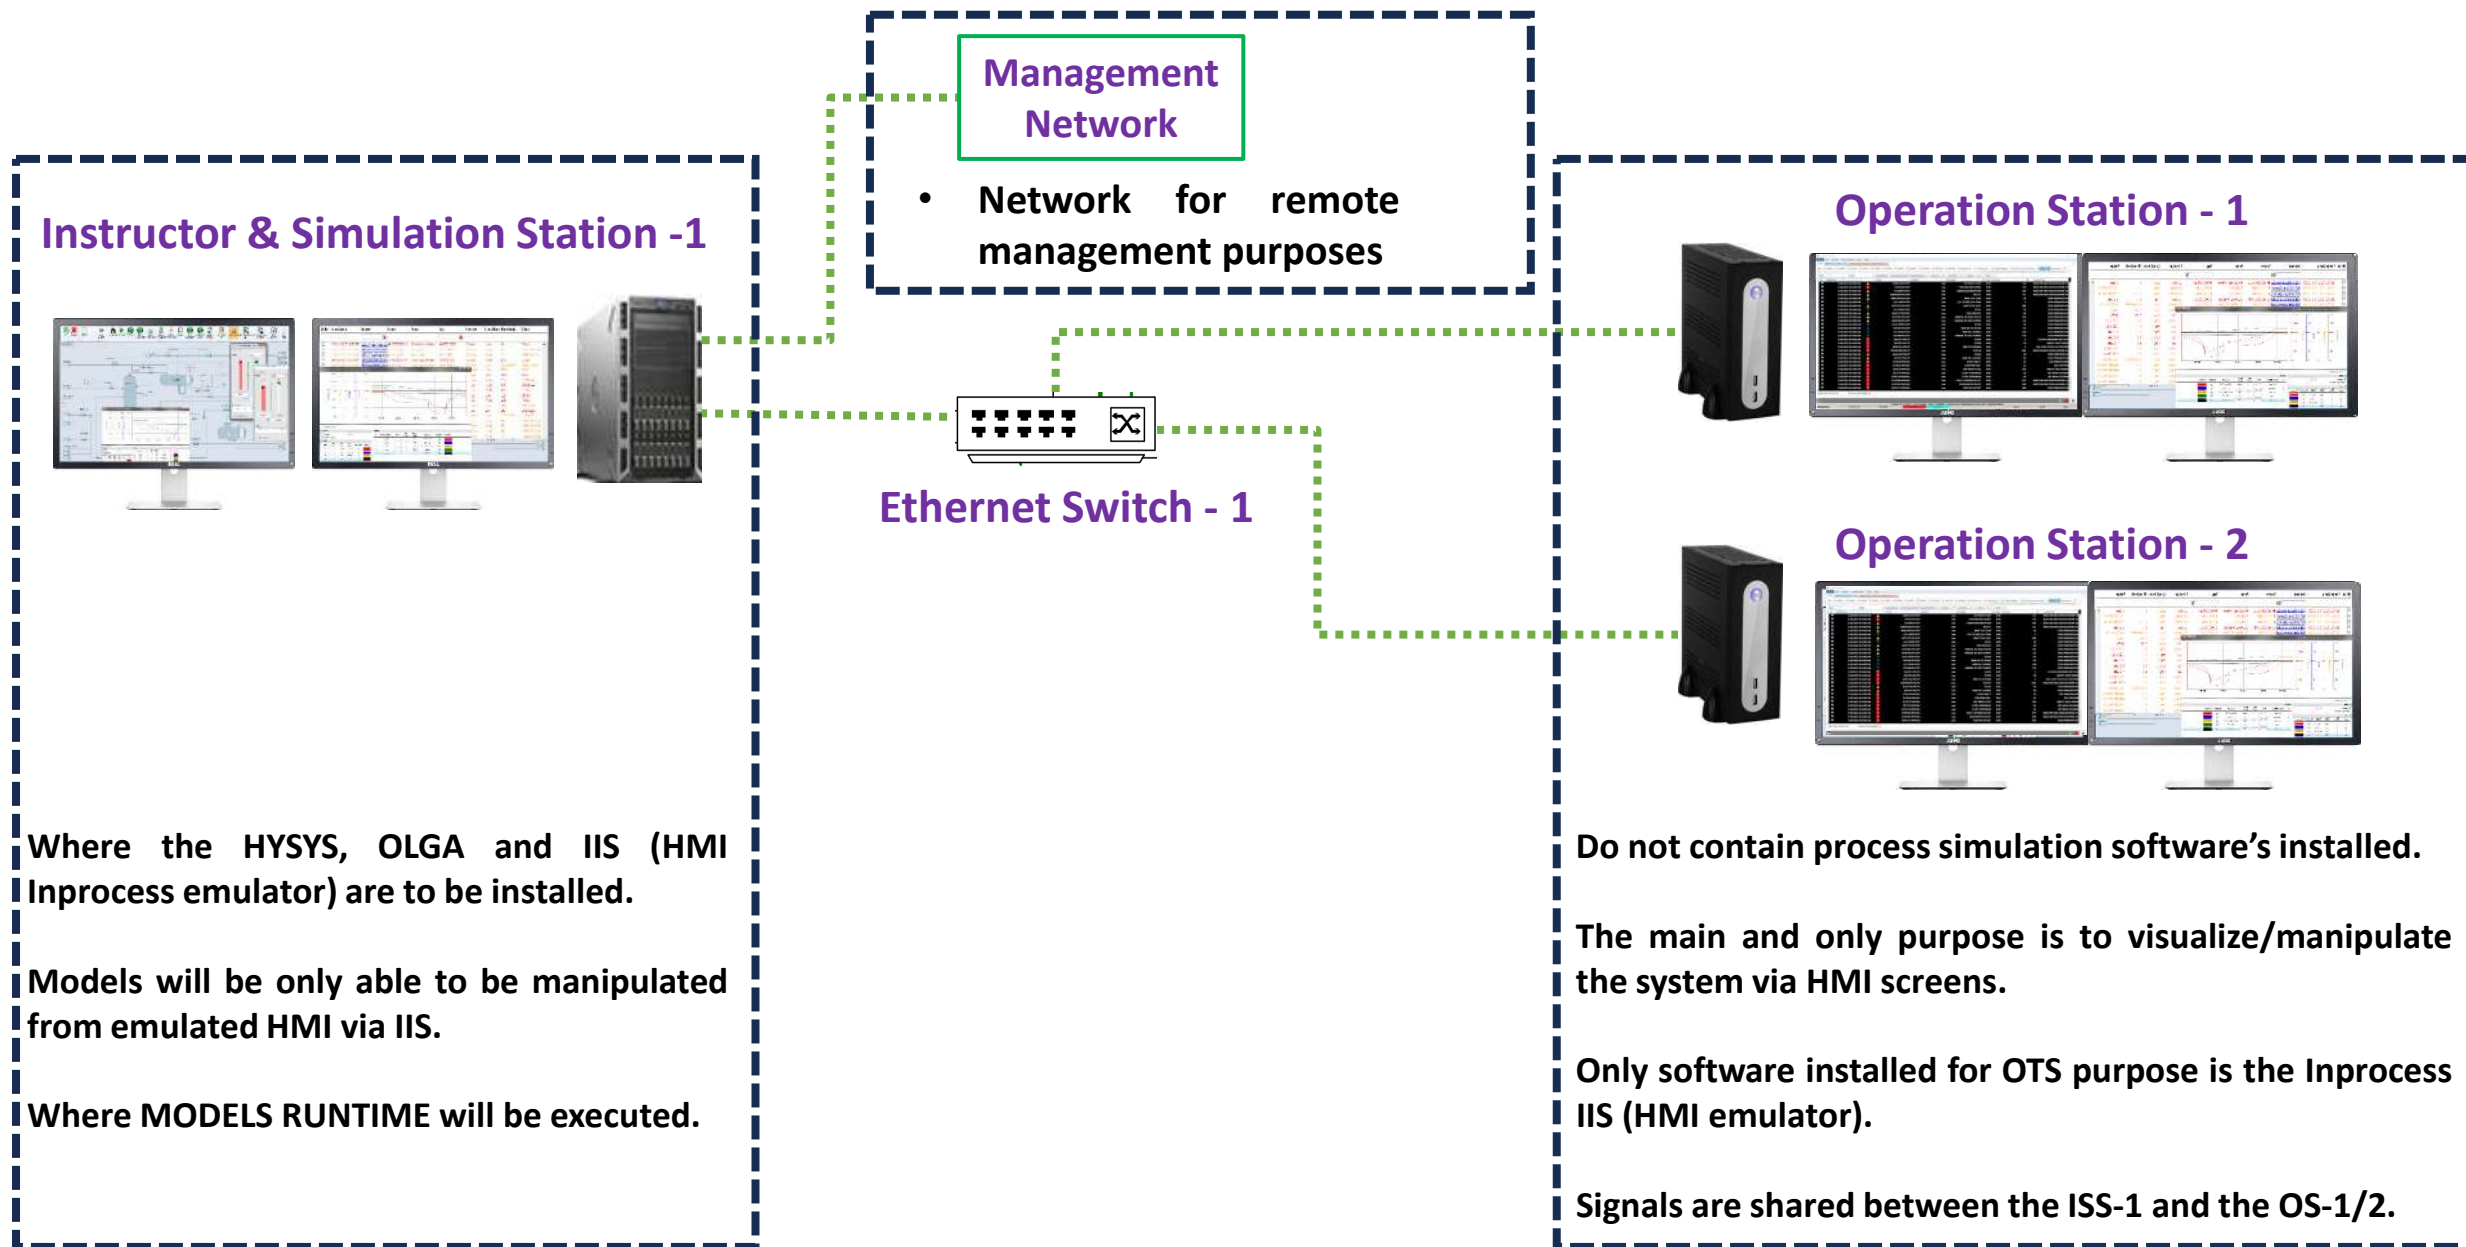 Management
Network
• Network for remote
management purposes
Instructor & Simulation Station -1
Where the HYSYS, OLGA and IIS (HMI
Inprocess emulator) are to be installed.
Models will be only able to be manipulated
from emulated HMI via IIS.
Where MODELS RUNTIME will be executed.
Ethernet Switch - 1
Operation Station - 1
Operation Station - 2
Do not contain process simulation software’s installed.
The main and only purpose is to visualize/manipulate
the system via HMI screens.
Only software installed for OTS purpose is the Inprocess
IIS (HMI emulator).
Signals are shared between the ISS-1 and the OS-1/2.